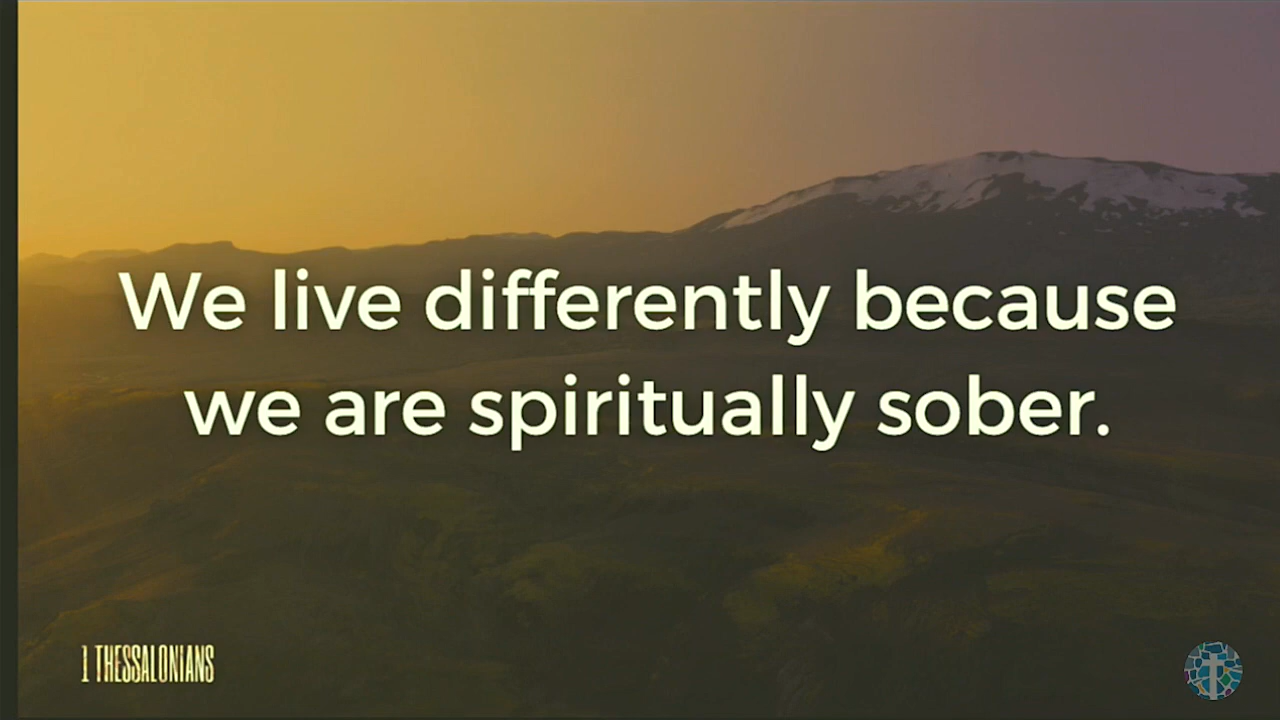 We live differently because
we are spiritually sober.
1 THESSALONIANS